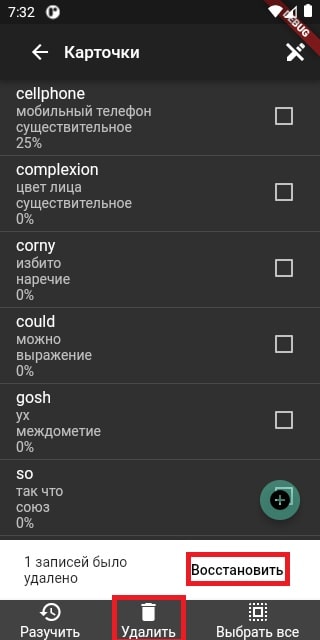 7:32
DEBUG
Карточки
cellphone
мобильный телефон
существительное
25%
complexion
цвет лица
существительное
0%
corny
избито
наречие
0%
could
можно
выражение
0%
gosh
ух
междометие
0%
so
так что
союз
0%
1 записей было
удалено
Восстановить
Разучить
Удалить
Выбрать все